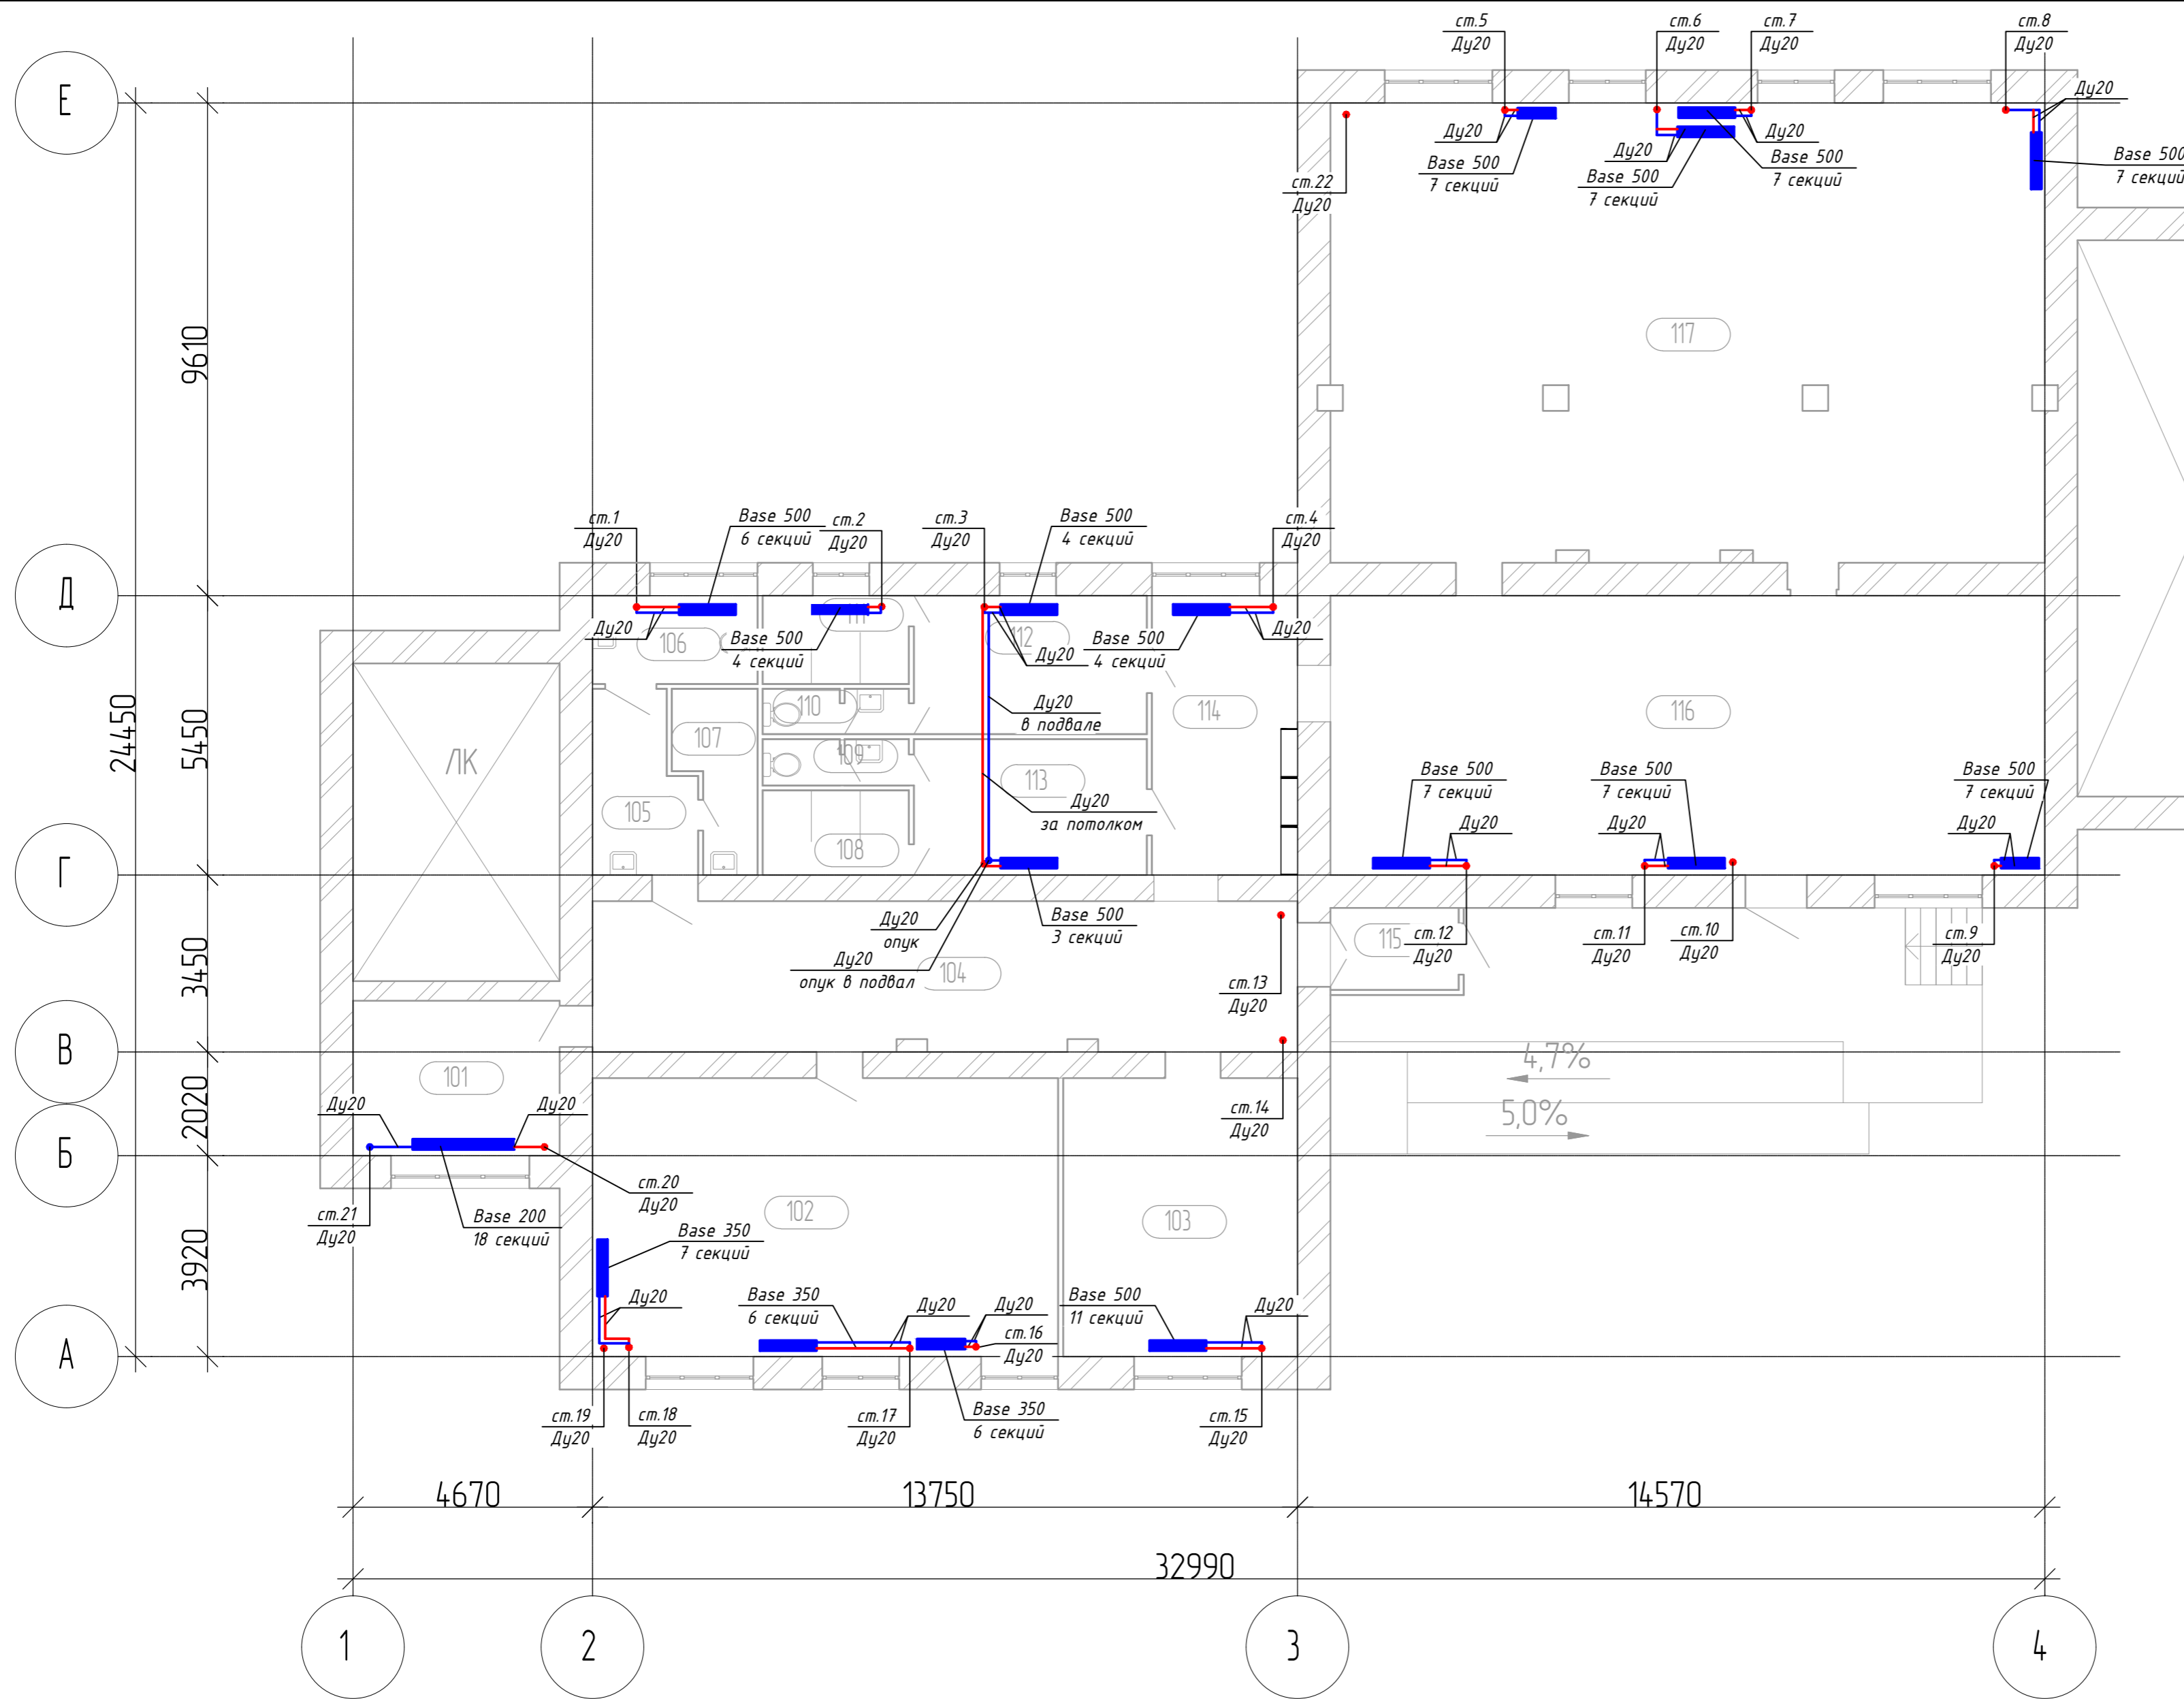 ст.5
Ду20
ст.6
Ду20
ст.7
Ду20
ст.8
Ду20
Е
Ду20
Ду20
Ду20
Ду20
Base 500
7 секций
Base 500
7 секций
Base 500
7 секций
Base 500
7 секций
ст.22
Ду20
9610
117
ст.1
Ду20
Base 500
6 секций
ст.2
Ду20
ст.3
Ду20
Base 500
4 секций
ст.4
Ду20
Д
Ду20
106
Base 500
4 секций
111
112
Ду20
Base 500
4 секций
Ду20
24450
5450
ЛК
107
110
109
Ду20
в подвале
114
116
113
Ду20
за потолком
105
108
Base 500
7 секций
Base 500
7 секций
Base 500
7 секций
Ду20
Ду20
Ду20
Г
Ду20
опук
Base 500
3 секций
Ду20
опук в подвал
104
115
ст.12
Ду20
ст.11
Ду20
ст.10
Ду20
ст.9
Ду20
3450
ст.13
Ду20
В
101
4,7%
5,0%
2020
Ду20
Ду20
ст.14
Ду20
Б
ст.20
Ду20
ст.21
Ду20
Base 200
18 секций
102
103
3920
Base 350
7 секций
Ду20
Base 350
6 секций
Ду20
Ду20
ст.16
Ду20
Base 500
11 секций
Ду20
А
ст.19
Ду20
ст.18
Ду20
ст.17
Ду20
Base 350
6 секций
ст.15
Ду20
4670
13750
14570
32990
1
2
3
4